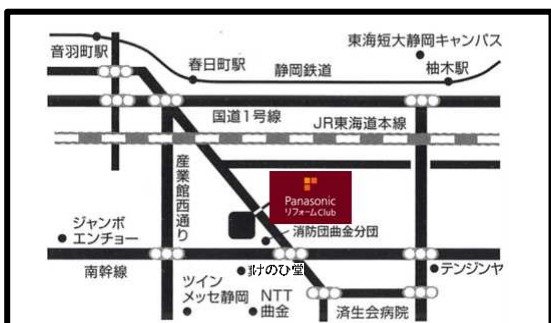 東海短大静岡キャンパス
音羽町駅
春日町駅
静岡鉄道
柚木駅
国道1号線
JR東海道本線
産業館西通り
Panasonic
リフォームClub
ジャンボ
エンチョー
消防団曲金分団
南幹線
けのひ堂
テンジンヤ
ツイン
メッセ静岡
NTT
曲金
済生会病院